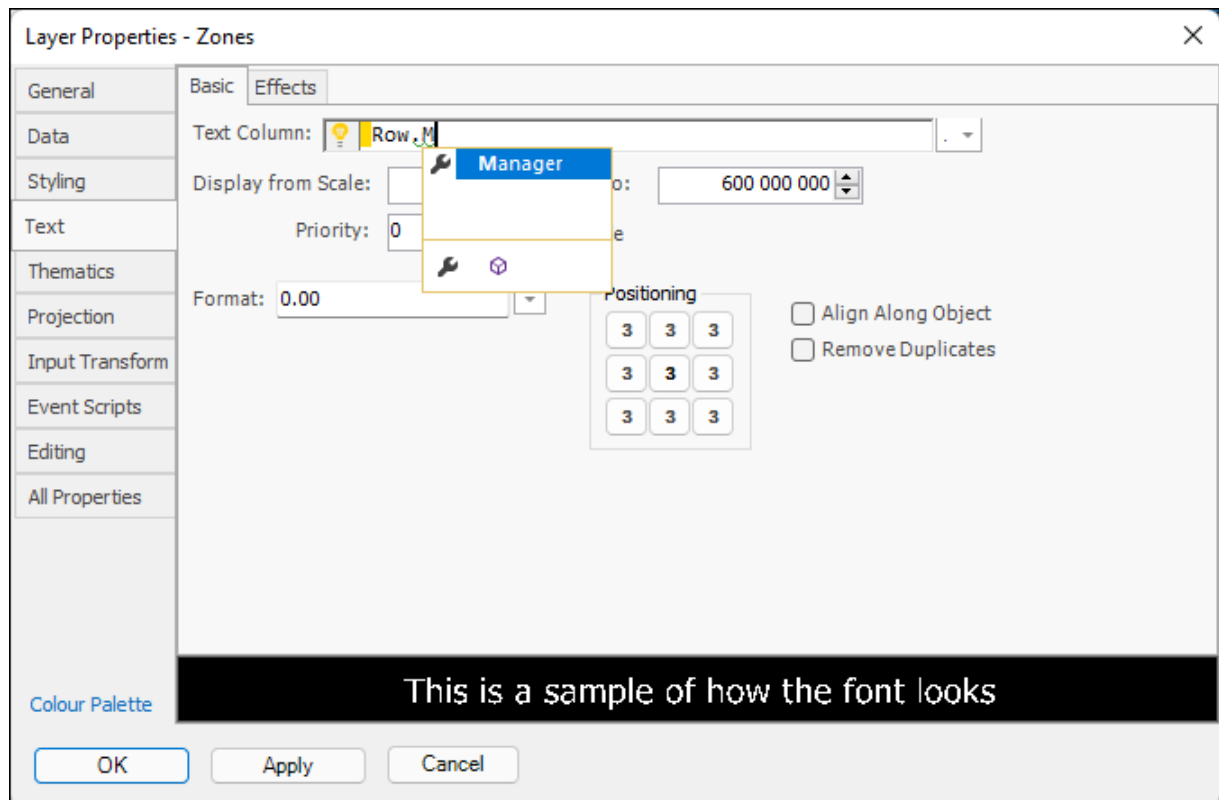 Layer Properties - Zones
General
Data
Styling
Text
Thematics
Projection
Input Transform
Event Scripts
Editing
All Properties
Colour Palette
Basic Effects
Text Column: Row.M .
Manager
Display from Scale: o: 600 000 000
Priority: 0 e
Format: 0.00
Positioning
3 3 3
3 3 3
3 3 3
Align Along Object
Remove Duplicates
This is a sample of how the font looks
OK Apply Cancel